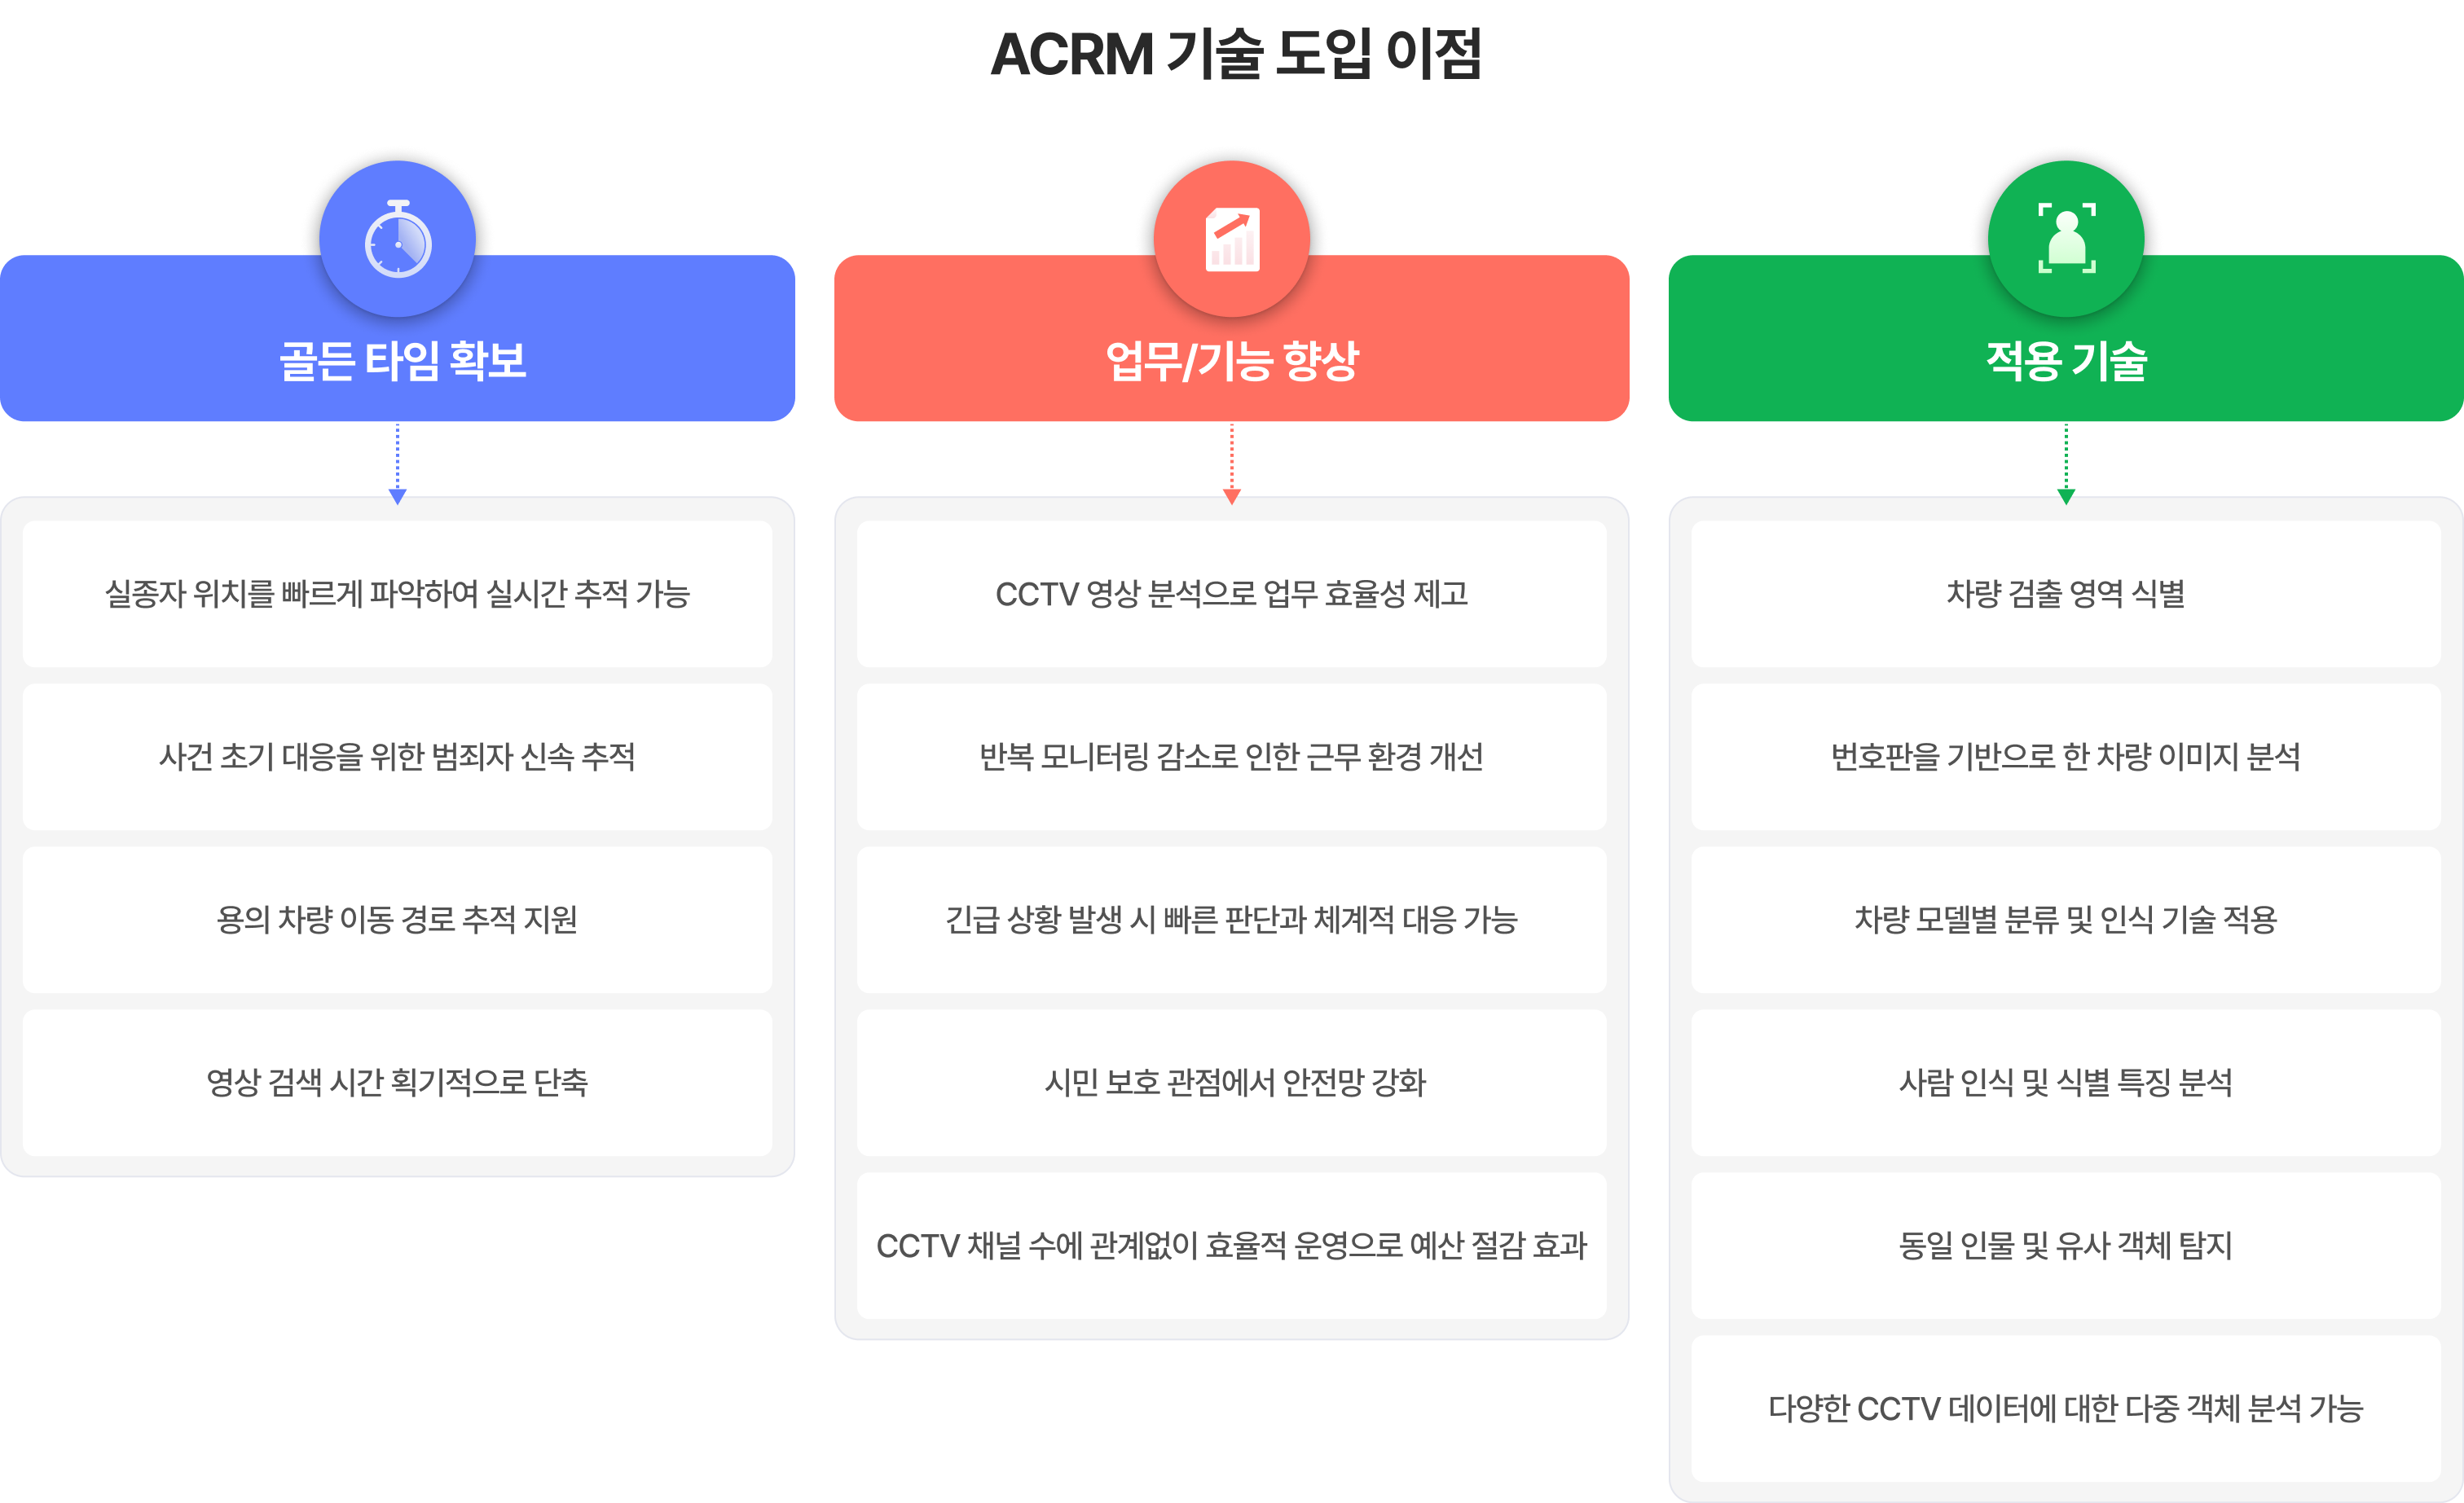 ACRM 기술 도입 이점
골든 타임 확보
실종자 위치를 빠르게 파악하여 실시간 추적 가능
사건 초기 대응을 위한 범죄자 신속 추적
용의 차량 이동 경로 추적 지원
영상 검색 시간 획기적으로 단축
업무/기능 향상
CCTV 영상 분석으로 업무 효율성 제고
반복 모니터링 감소로 인한 근무 환경 개선
긴급 상황 발생 시 빠른 판단과 체계적 대응 가능
시민 보호 관점에서 안전망 강화
CCTV 채널 수에 관계없이 효율적 운영으로 예산 절감 효과
적용 기술
차량 검출 영역 식별
번호판을 기반으로 한 차량 이미지 분석
차량 모델별 분류 및 인식 기술 적용
사람 인식 및 식별 특징 분석
동일 인물 및 유사 객체 탐지
다양한 CCTV 데이터에 대한 다중 객체 분석 가능